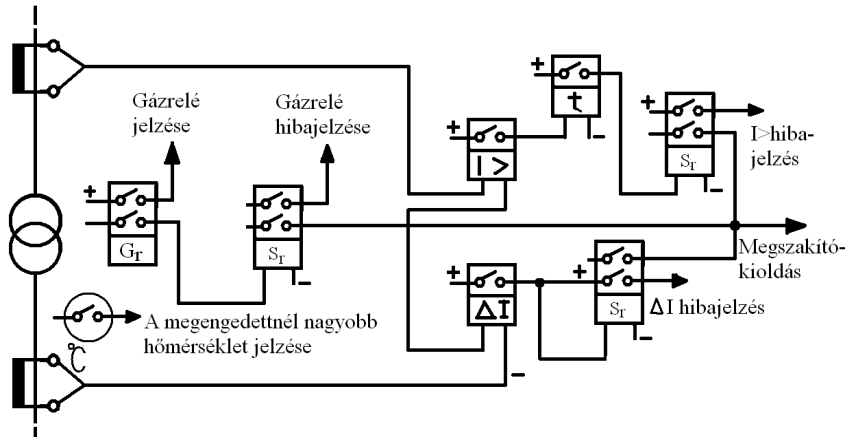 Gázrelé
jelzése
Gázrelé
hibajelzése
+
t
−
+
I>hiba-
jelzés
Sr
−
+
I >
+
Gr
Sr
−
Megszakító-
kioldás
+
ΔI
−
+
Sr
−
ΔI hibajelzés
°C
A megengedettnél nagyobb
hőmérséklet jelzése